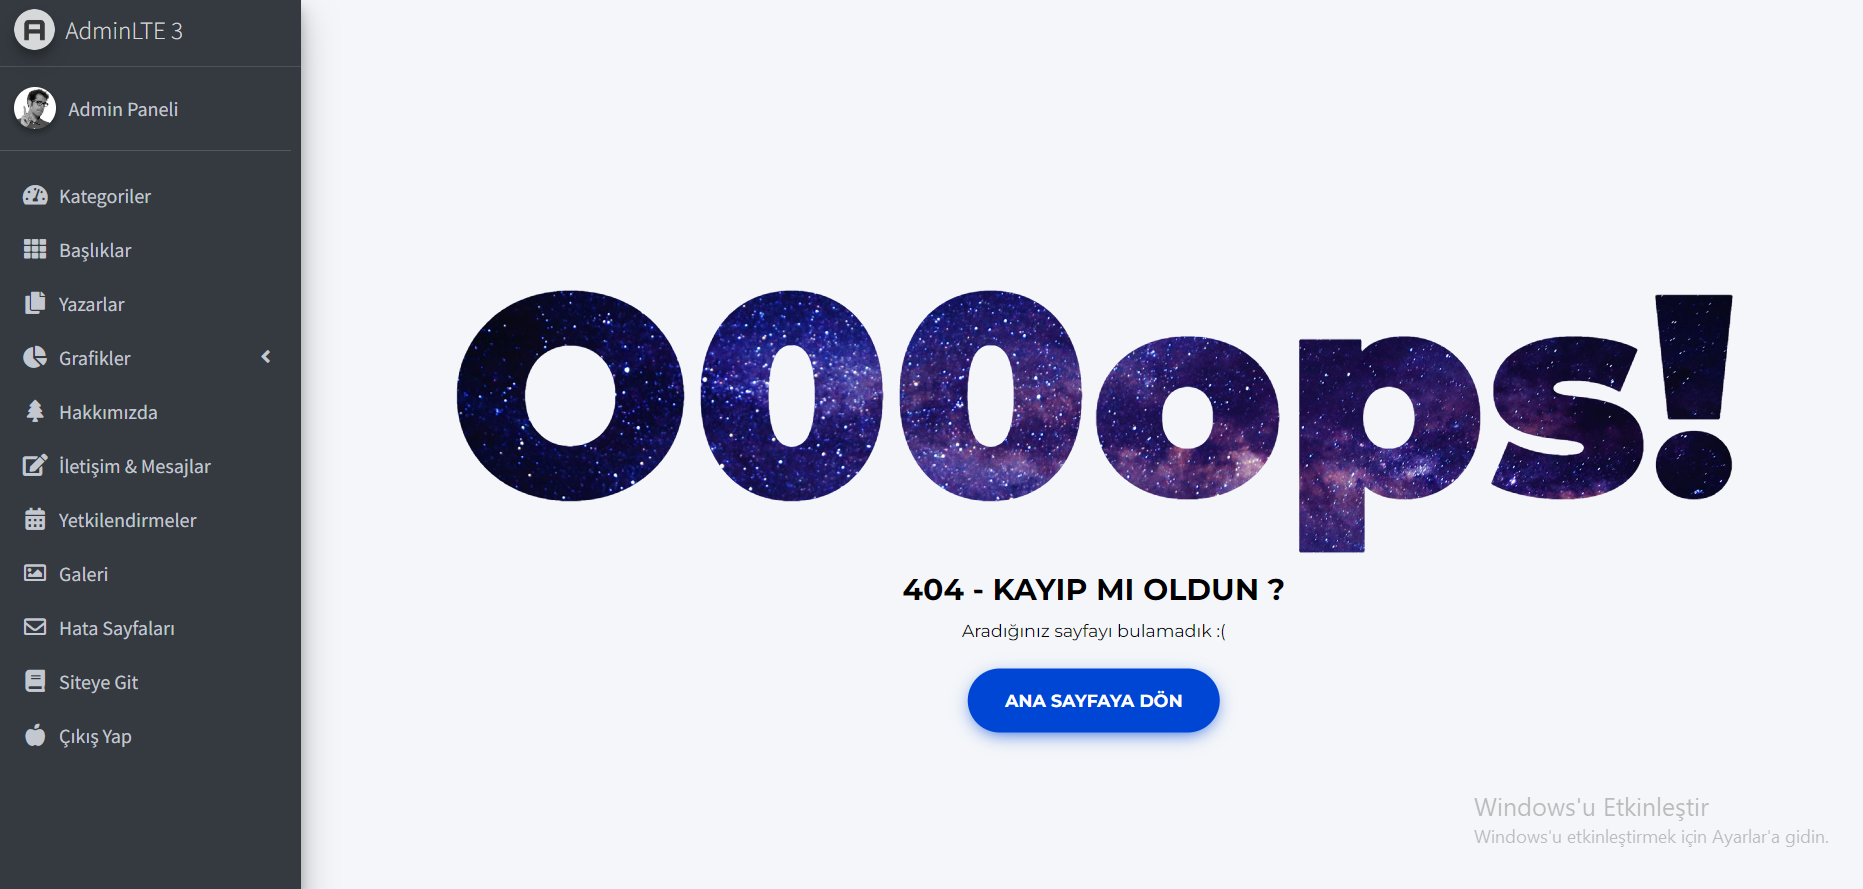 AdminLTE 3
Admin Paneli
Kategoriler
Başlıklar
Yazarlar
Grafikler
Hakkımızda
İletişim & Mesajlar
Yetkilendirmeler
Galeri
Hata Sayfaları
Siteye Git
Çıkış Yap
O00ops!
404 - KAYIP MI OLDUN ?
Aradığınız sayfayı bulamadık :(
ANA SAYFAYA DÖN
Windows'u Etkinleştir
Windows'u etkinleştirmek için Ayarlar'a gidin.